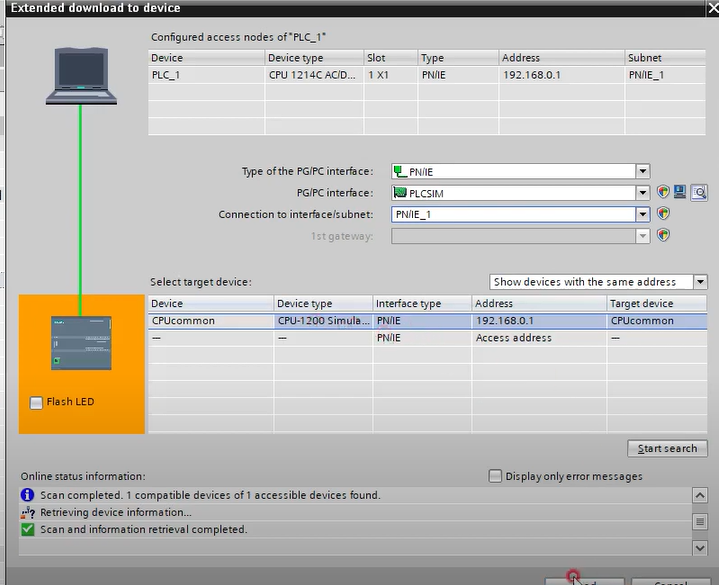 Extended download to device
Configured access nodes of "PLC_1"
Device Device type Slot Type Address Subnet
PLC_1 CPU 1214C AC/D... 1 X1 PN/IE 192.168.0.1 PN/IE_1
Type of the PG/PC interface: PN/IE
PG/PC interface: PLCSIM
Connection to interface/subnet: PN/IE_1
1st gateway:
Select target device: Show devices with the same address
Device Device type Interface type Address Target device
CPUcommon CPU-1200 Simula... PN/IE 192.168.0.1 CPUcommon
— — PN/IE Access address —
Flash LED
Start search
Online status information: Display only error messages
Scan completed. 1 compatible devices of 1 accessible devices found.
Retrieving device information...
Scan and information retrieval completed.